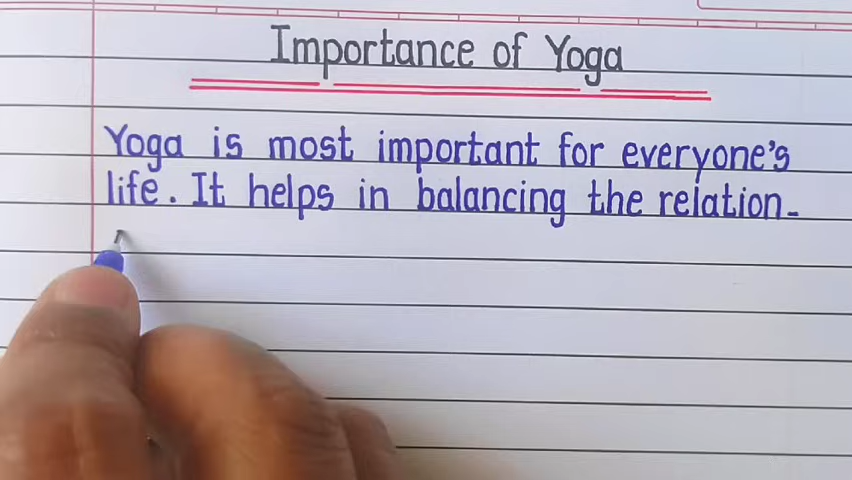 Importance of Yoga
Yoga is most important for everyone's
life. It helps in balancing the relation-